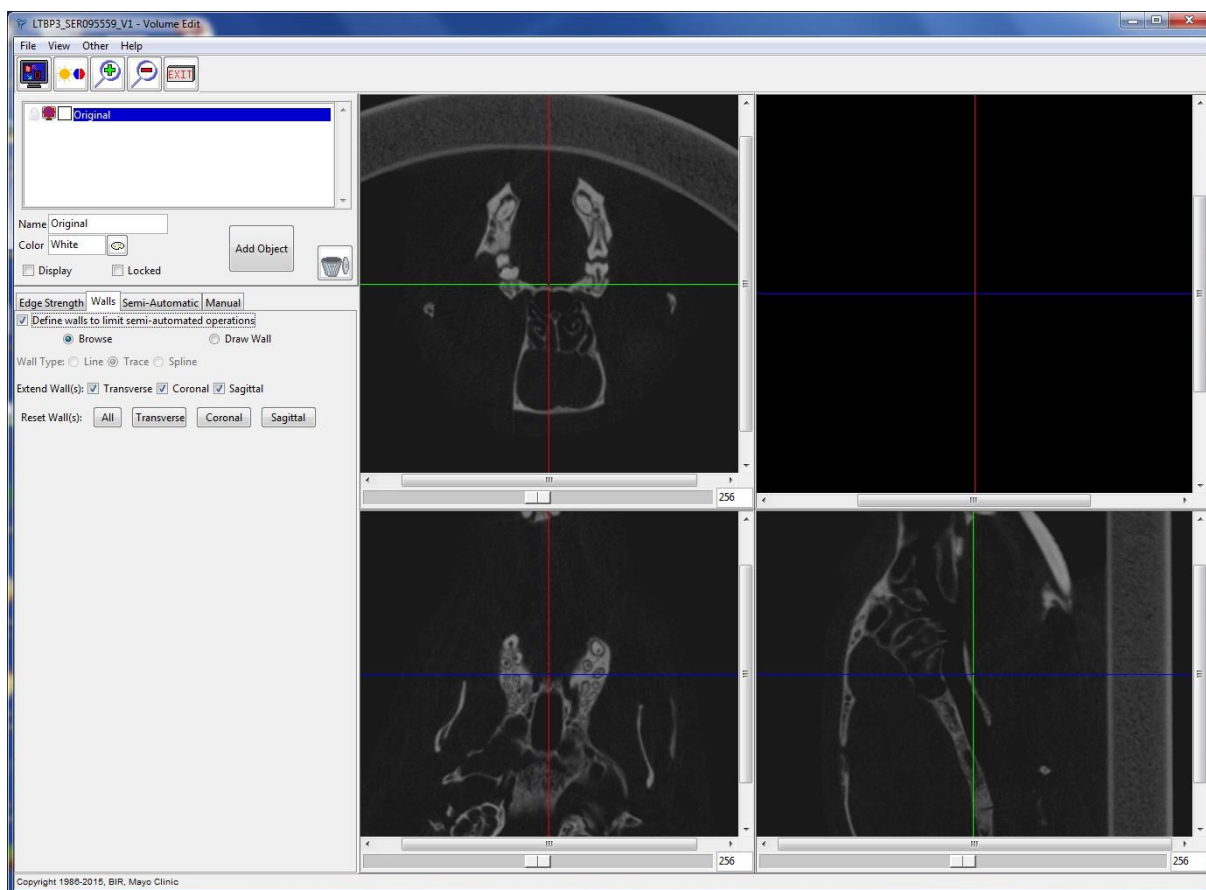 LTBP3_SER095559_V1 - Volume Edit
File View Other Help
EXIT
Original
Name Original
Color White
Add Object
Display Locked
Edge Strength Walls Semi-Automatic Manual
Define walls to limit semi-automated operations
Browse Draw Wall
Wall Type: Line Trace Spline
Extend Wall(s): Transverse Coronal Sagittal
Reset Wall(s): All Transverse Coronal Sagittal
256
256
256
Copyright 1986-2015, BIR, Mayo Clinic